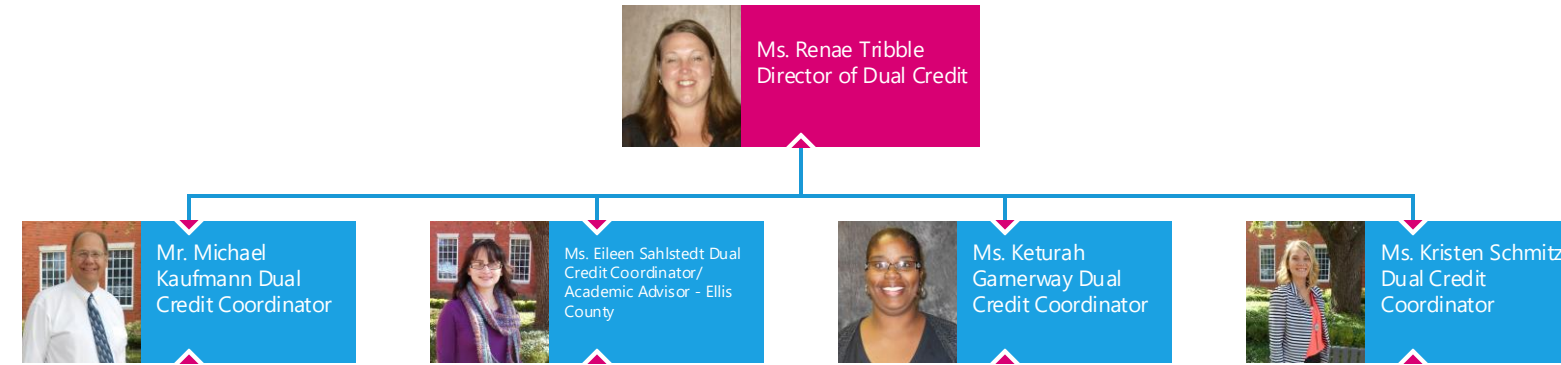 Ms. Renae Tribble
Director of Dual Credit
Mr. Michael
Kaufmann Dual
Credit Coordinator
Ms. Eileen Sahlstedt Dual
Credit Coordinator/
Academic Advisor - Ellis
County
Ms. Keturah
Gamerway Dual
Credit Coordinator
Ms. Kristen Schmitz
Dual Credit
Coordinator